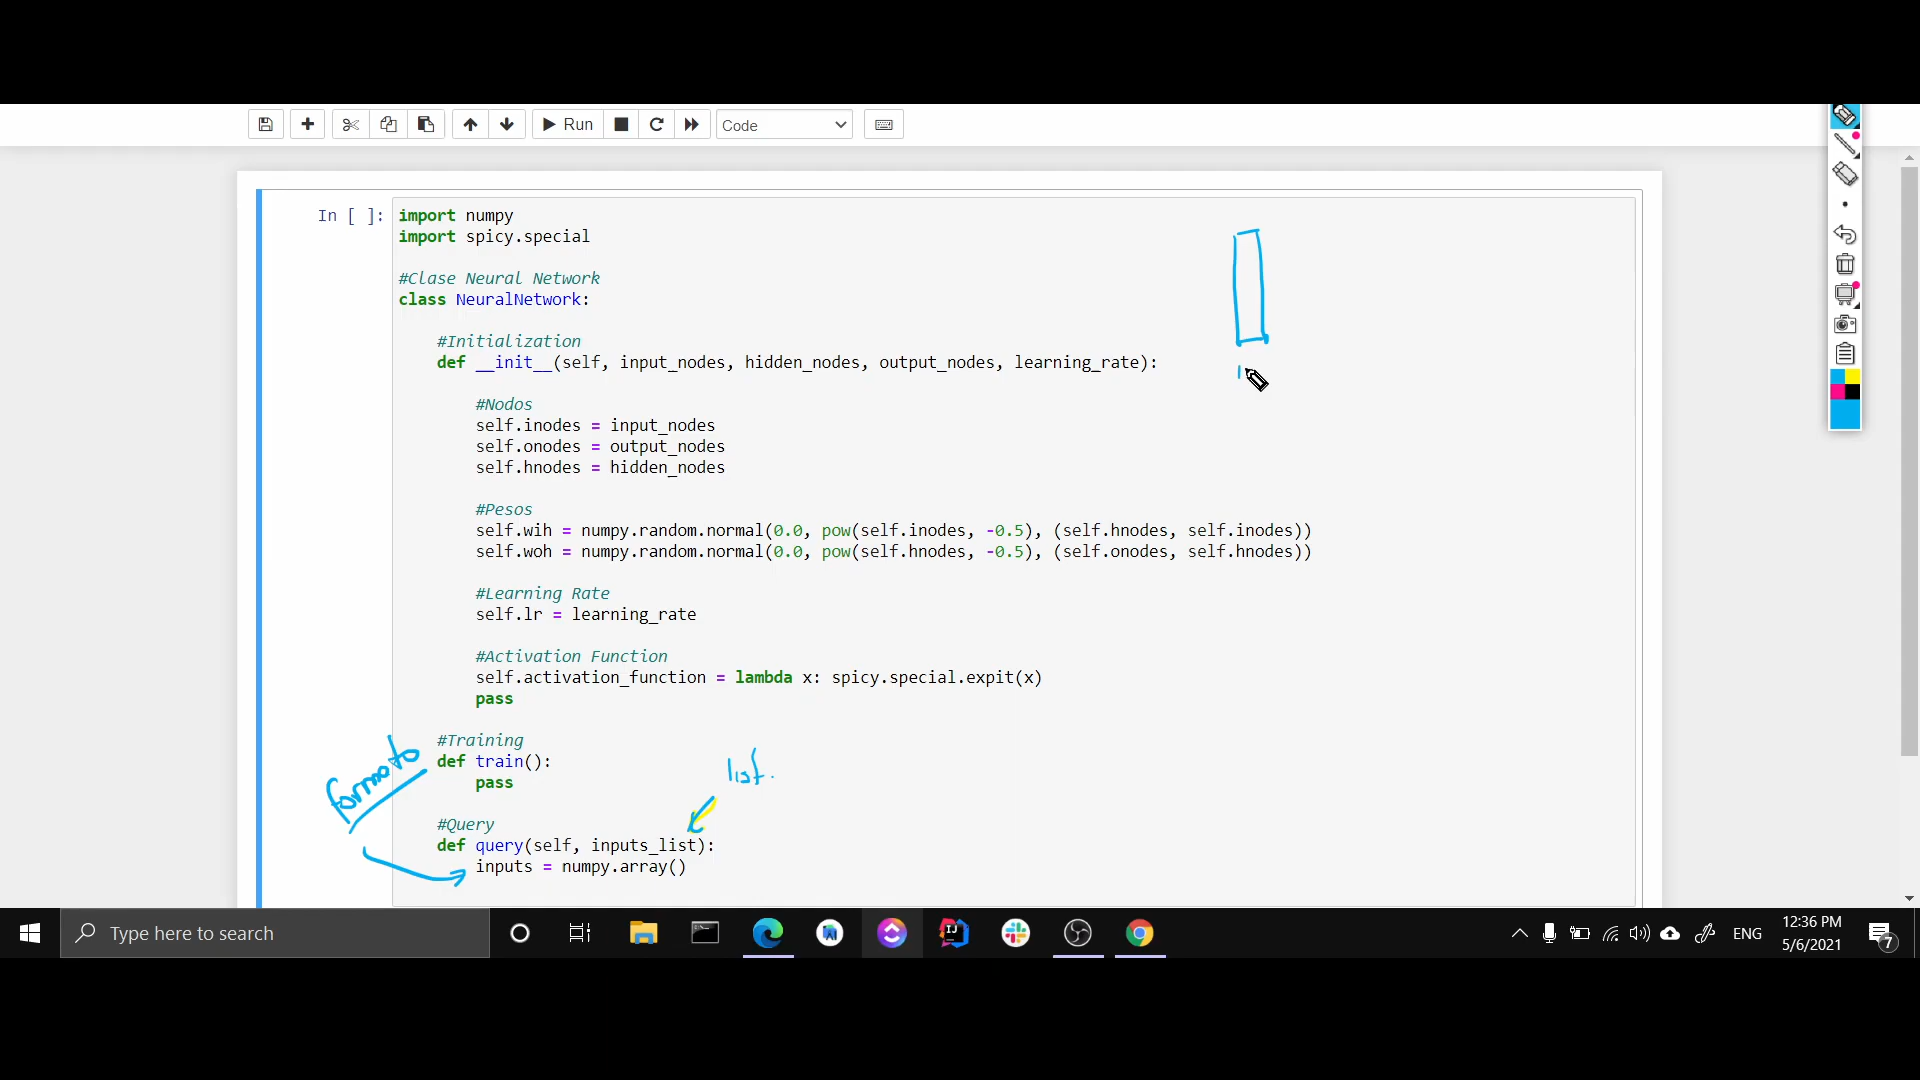 Run
Code
In [ ]:
import numpy
import spicy.special
#Clase Neural Network
class NeuralNetwork:
#Initialization
def __init__(self, input_nodes, hidden_nodes, output_nodes, learning_rate):
#Nodos
self.inodes = input_nodes
self.onodes = output_nodes
self.hnodes = hidden_nodes
#Pesos
self.wih = numpy.random.normal(0.0, pow(self.inodes, -0.5), (self.hnodes, self.inodes))
self.woh = numpy.random.normal(0.0, pow(self.hnodes, -0.5), (self.onodes, self.hnodes))
#Learning Rate
self.lr = learning_rate
#Activation Function
self.activation_function = lambda x: spicy.special.expit(x)
pass
#Training
def train():
pass
formato
list.
#Query
def query(self, inputs_list):
inputs = numpy.array()
Type here to search
IJ
ENG
12:36 PM
5/6/2021
7